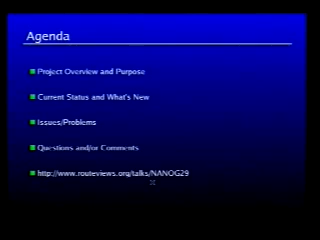 Agenda
Project Overview and Purpose
Current Status and What's New
Issues/Problems
Questions and/or Comments
http://www.routeviews.org/talks/NANOG29